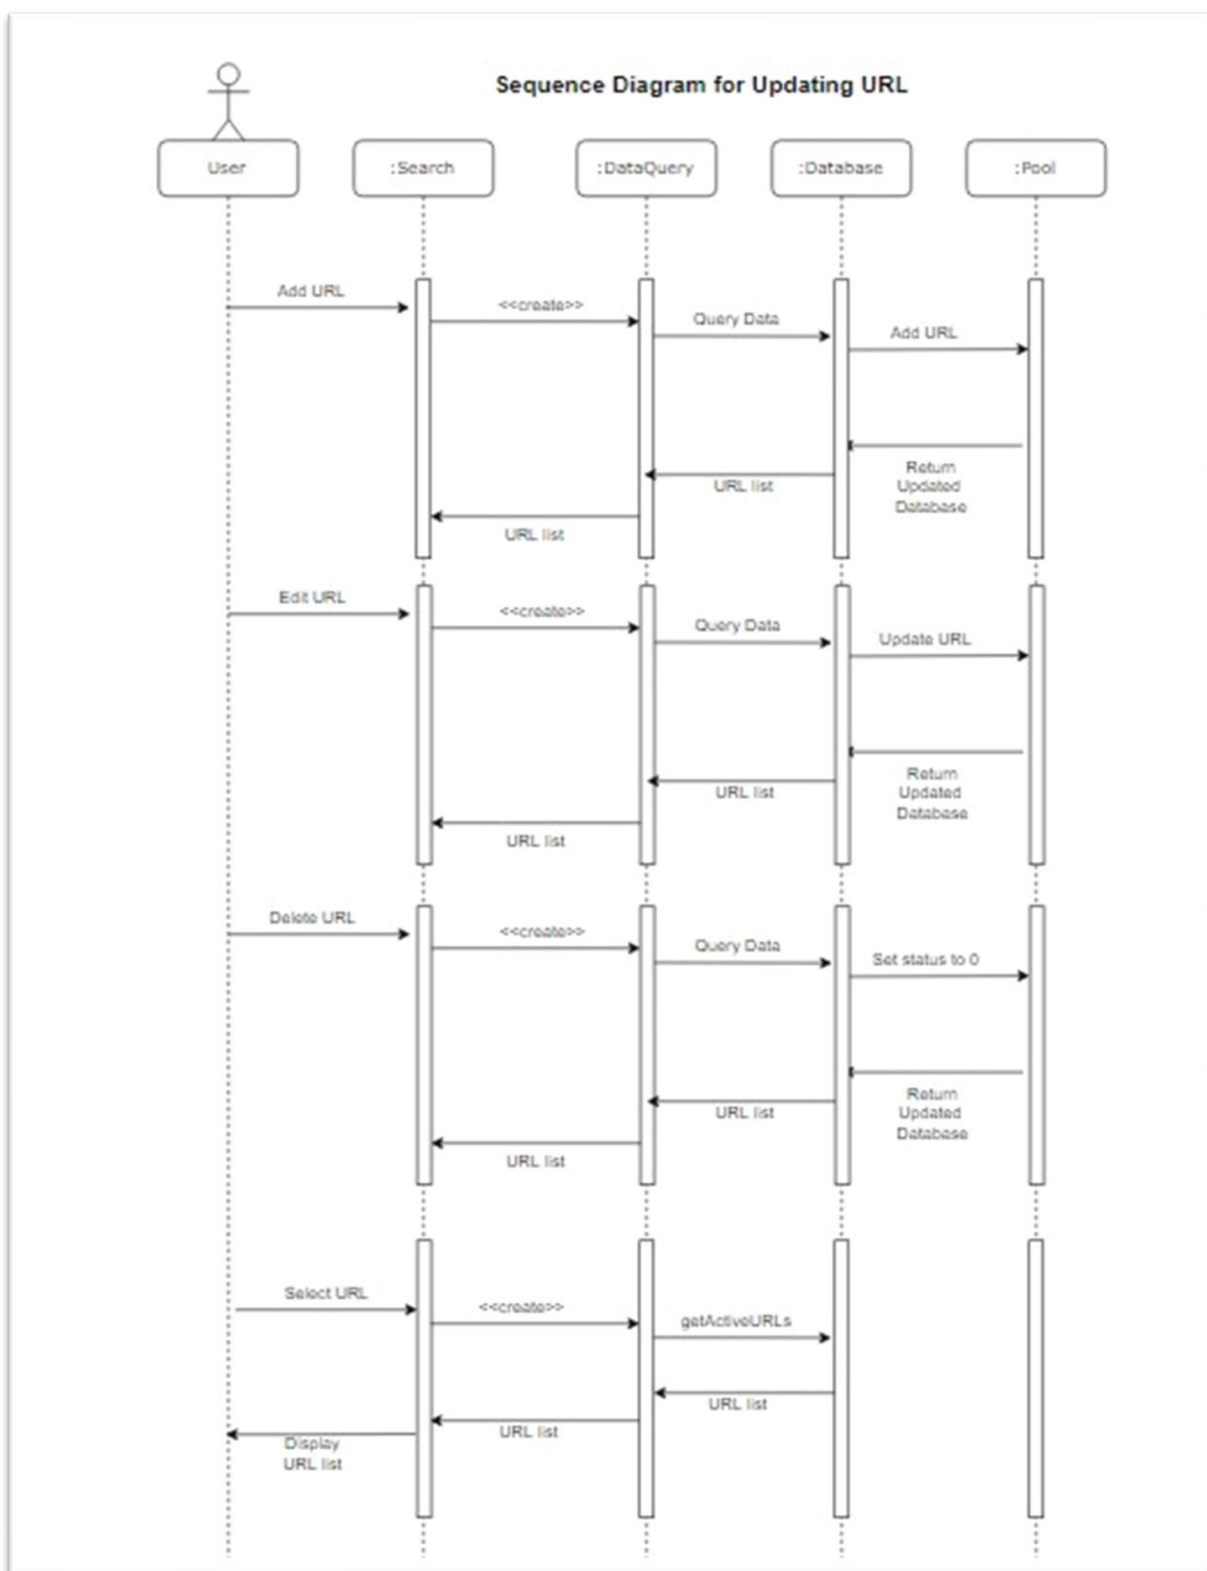 Sequence Diagram for Updating URL
User
:Search
:DataQuery
:Database
:Pool
Add URL
<<create>>
Query Data
Add URL
Return
Updated
Database
URL list
URL list
Edit URL
<<create>>
Query Data
Update URL
Return
Updated
Database
URL list
URL list
Delete URL
<<create>>
Query Data
Set status to 0
Return
Updated
Database
URL list
URL list
Select URL
<<create>>
getActiveURLs
URL list
URL list
Display
URL list